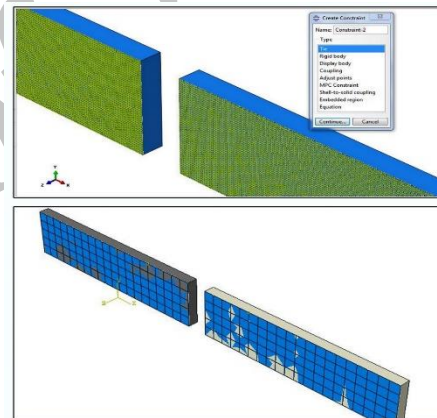 Create Constraint
Name: Constraint-2
Type
Tie
Rigid body
Display body
Coupling
Adjust points
MPC Constraint
Shell-to-solid coupling
Embedded region
Equation
Continue... Cancel
Y
Z X